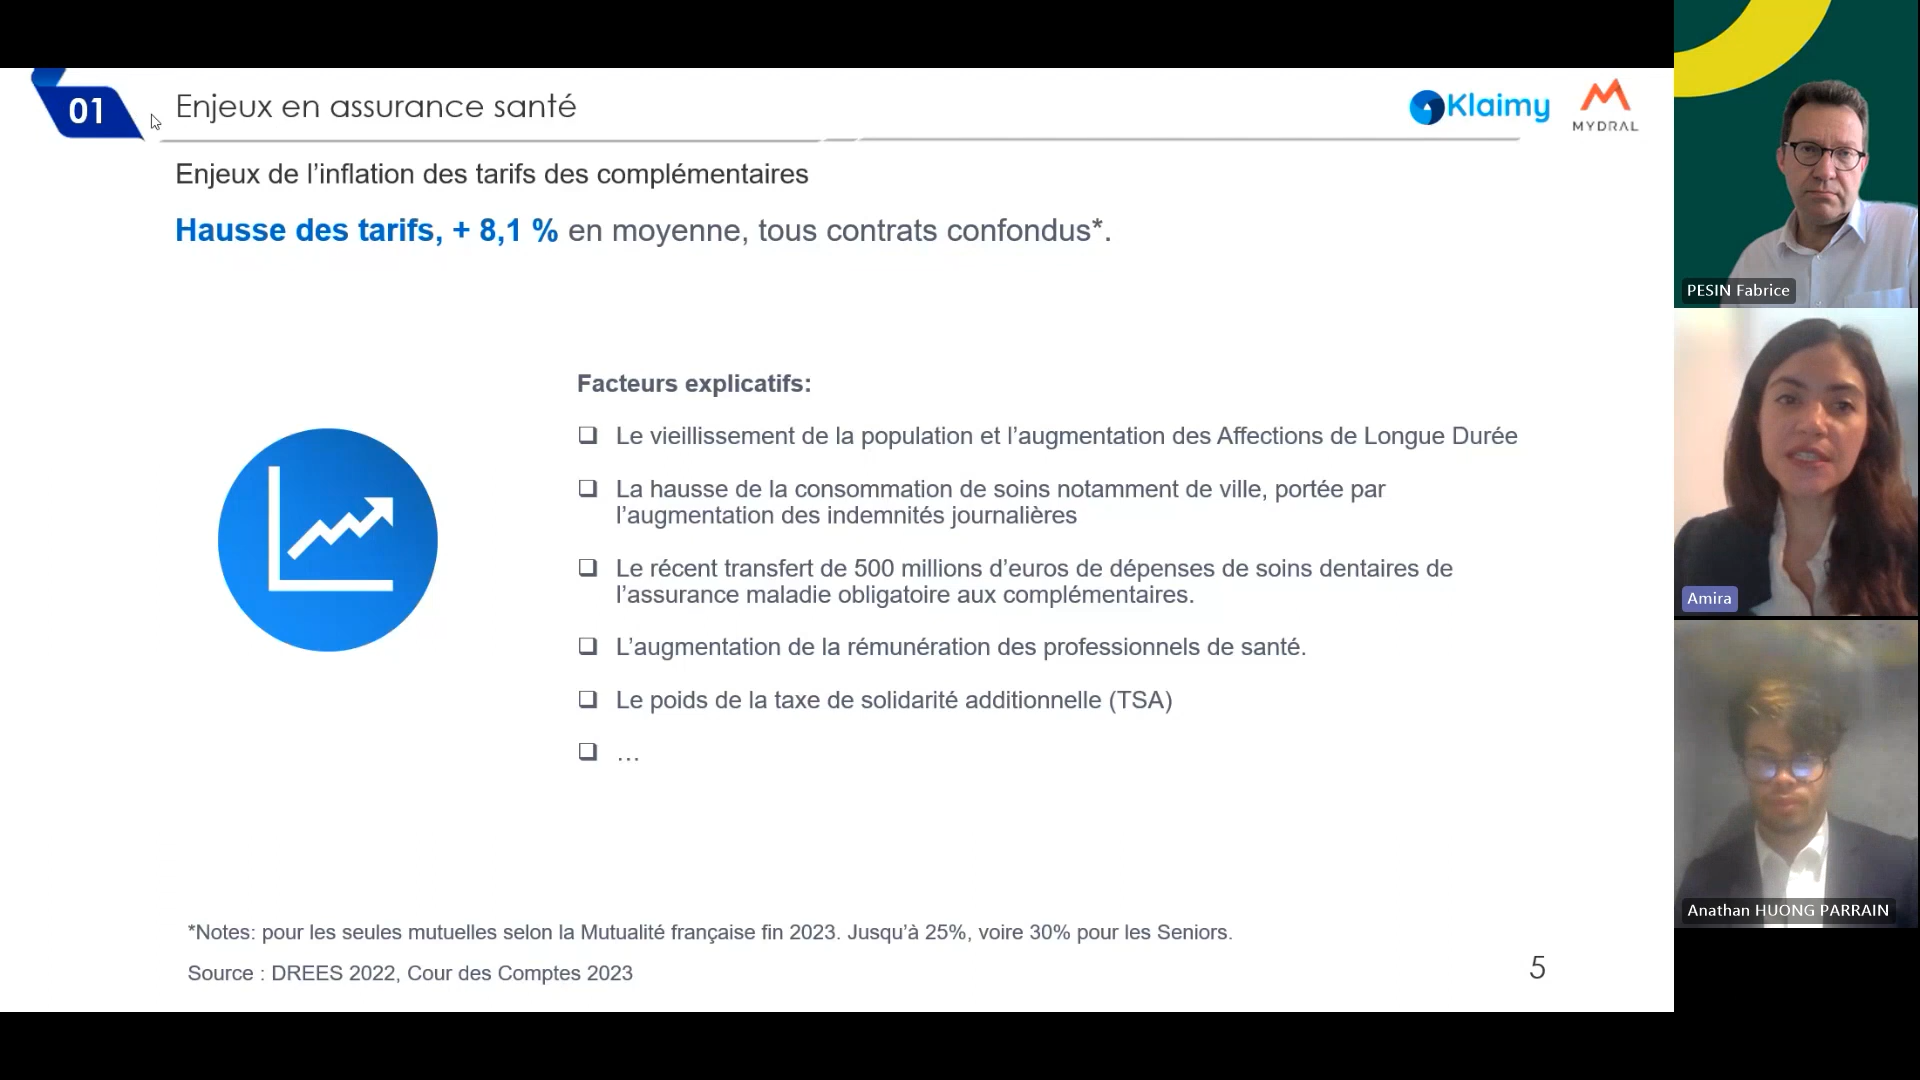 01
Enjeux en assurance santé
Klaimy
MYDRAL
Enjeux de l’inflation des tarifs des complémentaires
Hausse des tarifs, + 8,1 % en moyenne, tous contrats confondus*.
Facteurs explicatifs:
Le vieillissement de la population et l’augmentation des Affections de Longue Durée
La hausse de la consommation de soins notamment de ville, portée par
l’augmentation des indemnités journalières
Le récent transfert de 500 millions d’euros de dépenses de soins dentaires de
l’assurance maladie obligatoire aux complémentaires.
L’augmentation de la rémunération des professionnels de santé.
Le poids de la taxe de solidarité additionnelle (TSA)
…
*Notes: pour les seules mutuelles selon la Mutualité française fin 2023. Jusqu’à 25%, voire 30% pour les Seniors.
Source : DREES 2022, Cour des Comptes 2023
5
PESIN Fabrice
Amira
Anathan HUONG PARRAIN